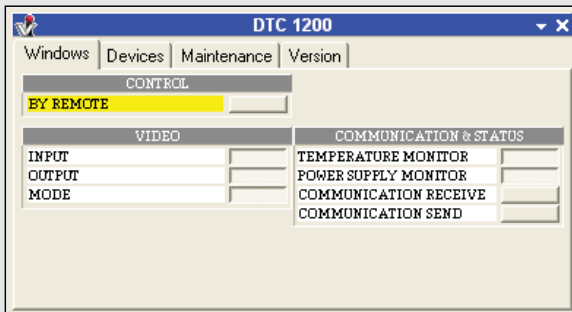 DTC 1200
Windows Devices Maintenance Version
CONTROL
BY REMOTE
VIDEO
INPUT
OUTPUT
MODE
COMMUNICATION & STATUS
TEMPERATURE MONITOR
POWER SUPPLY MONITOR
COMMUNICATION RECEIVE
COMMUNICATION SEND